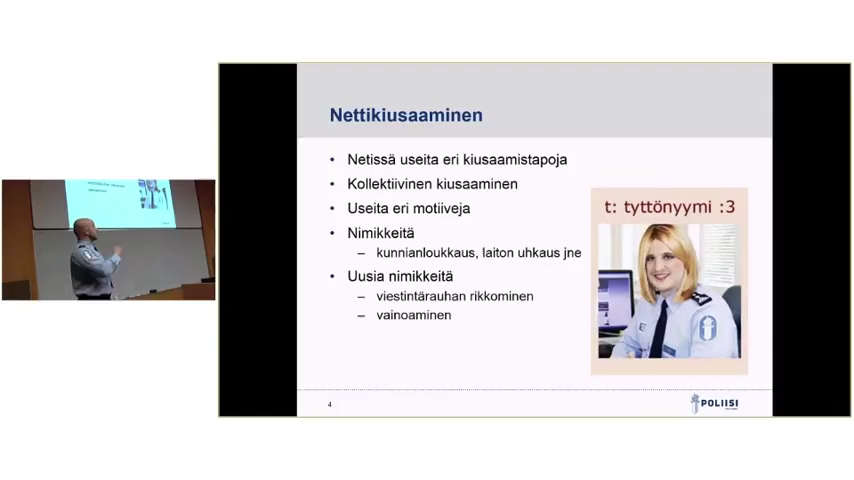 Nettikiusaaminen
• Netissä useita eri kiusaamistapoja
• Kollektiivinen kiusaaminen
• Useita eri motiiveja
• Nimikkeitä
– kunnianloukkaus, laiton uhkaus jne
• Uusia nimikkeitä
– viestintärauhan rikkominen
– vainoaminen
t: tyttönyymi :3
4
POLIISI